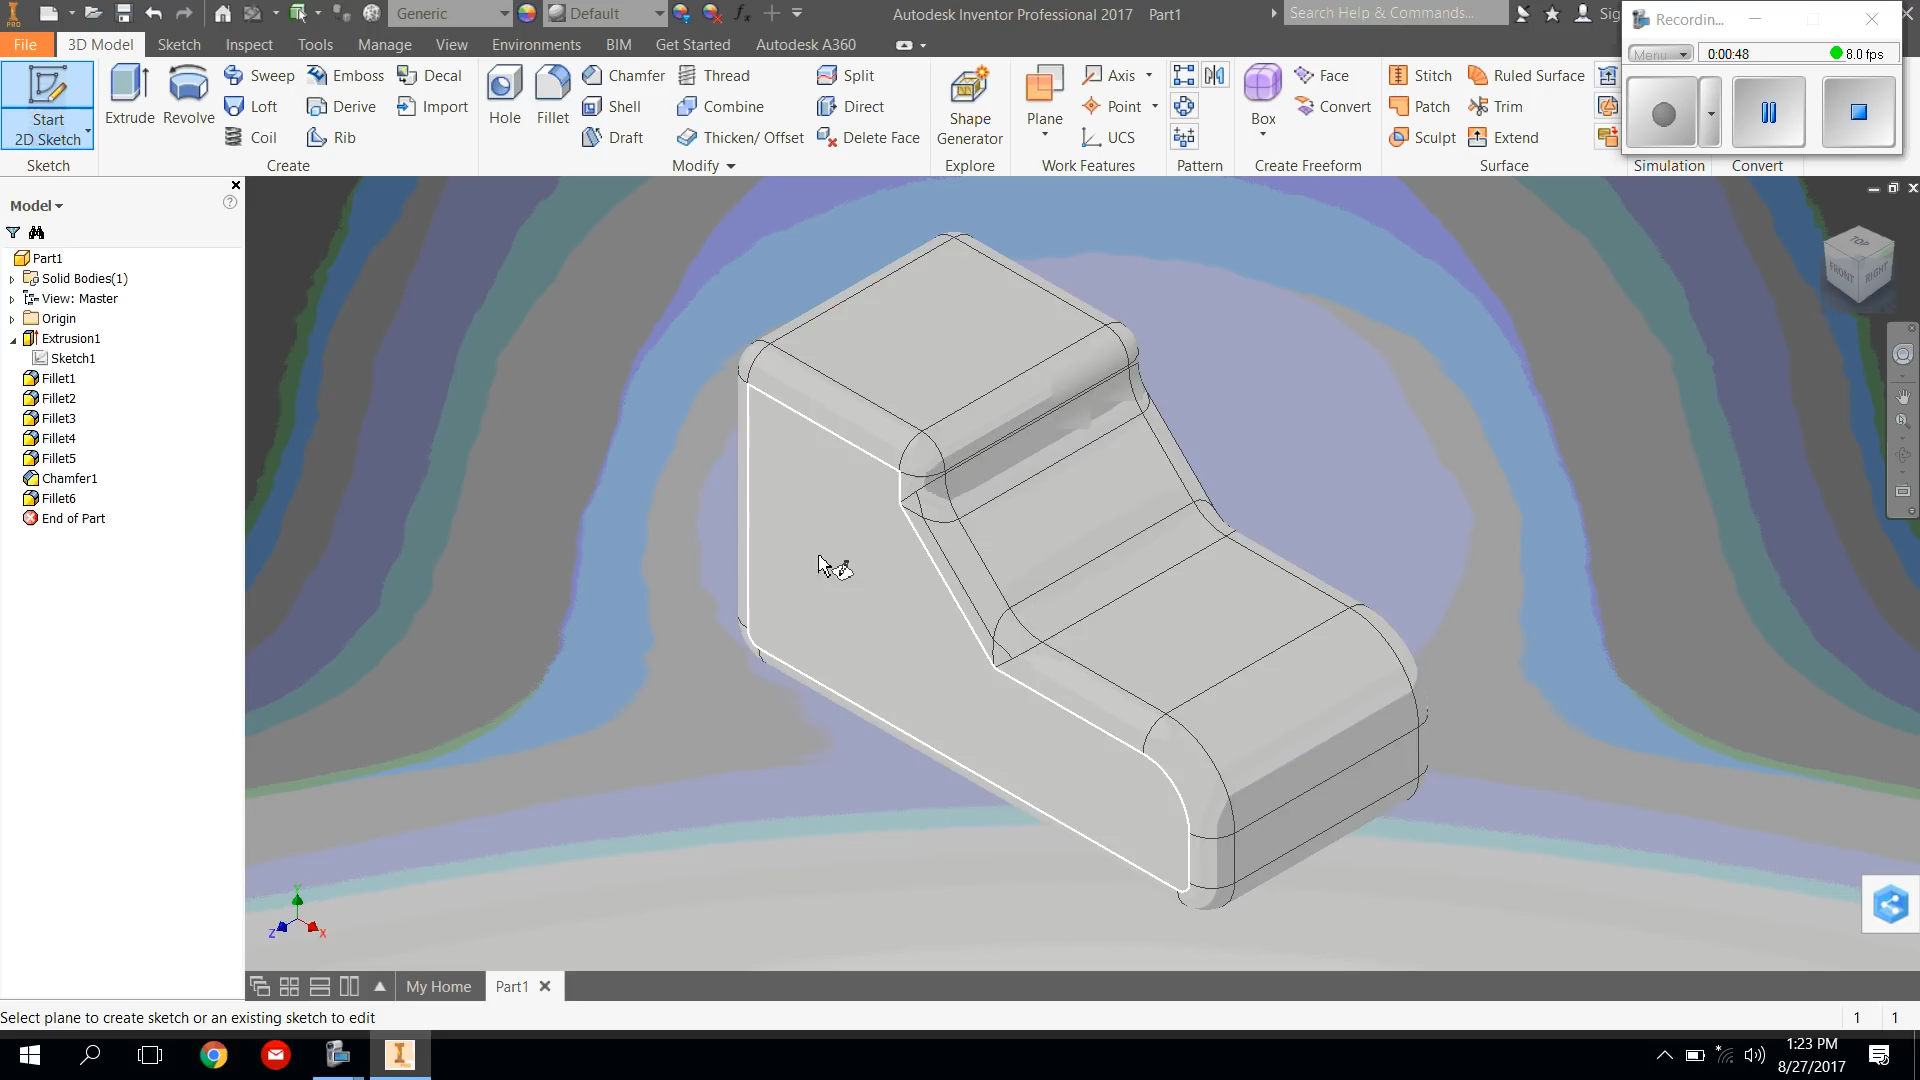 Generic
Default
Autodesk Inventor Professional 2017 Part1
Search Help & Commands...
Sig
Recordin...
File
3D Model
Sketch
Inspect
Tools
Manage
View
Environments
BIM
Get Started
Autodesk A360
Menu
0:00:48
8.0 fps
Start
2D Sketch
Extrude
Revolve
Sweep
Emboss
Decal
Loft
Derive
Import
Coil
Rib
Hole
Fillet
Chamfer
Thread
Split
Shell
Combine
Direct
Draft
Thicken/ Offset
Delete Face
Shape
Generator
Plane
Axis
Point
UCS
Box
Face
Convert
Stitch
Ruled Surface
Patch
Trim
Sculpt
Extend
Sketch
Create
Modify
Explore
Work Features
Pattern
Create Freeform
Surface
Simulation
Convert
Model
Part1
Solid Bodies(1)
View: Master
Origin
Extrusion1
Sketch1
Fillet1
Fillet2
Fillet3
Fillet4
Fillet5
Chamfer1
Fillet6
End of Part
TOP
FRONT
RIGHT
Y
Z
X
My Home
Part1
Select plane to create sketch or an existing sketch to edit
1
1
1:23 PM
8/27/2017